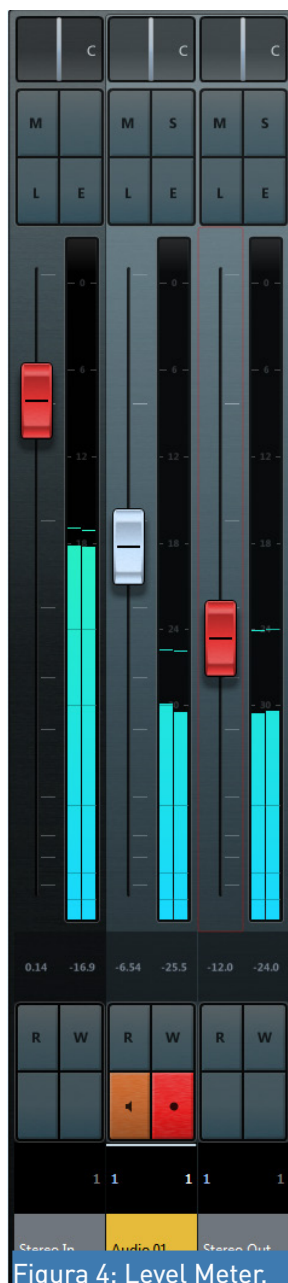 C C C
M M S M S
L E L E L E
0 0 0
6 6 6
12 12 12
18 18 18
24 24
30 30
0.14 -16.9 -6.54 -25.5 -12.0 -24.0
R W R W R W
1 1 1 1 1
Stereo In Audio 01 Stereo Out
Figura 4: Level Meter.